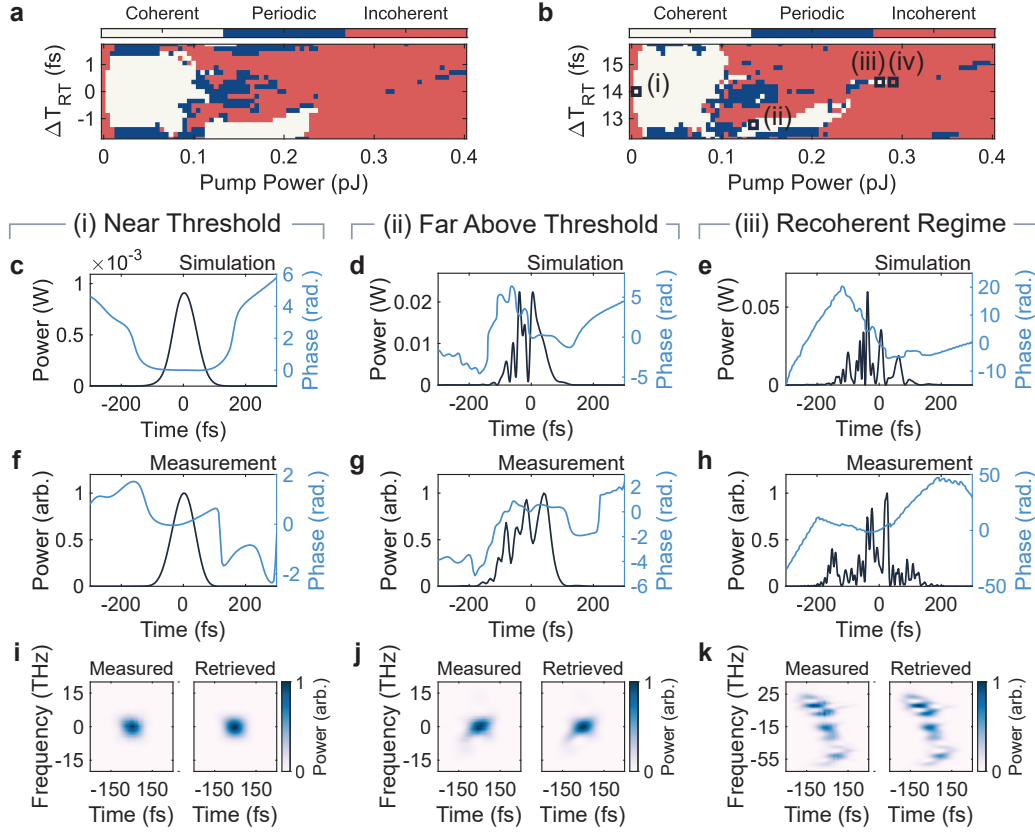 a
Coherent Periodic Incoherent
ΔT_RT (fs)
1
0
-1
0 0.1 0.2 0.3 0.4
Pump Power (pJ)
b
Coherent Periodic Incoherent
ΔT_RT (fs)
15
14
13
(i)
(ii)
(iii) (iv)
0 0.1 0.2 0.3 0.4
Pump Power (pJ)
(i) Near Threshold
(ii) Far Above Threshold
(iii) Recoherent Regime
c
×10⁻³ Simulation
Power (W)
1
0.5
0
6
4
2
0
Phase (rad.)
-200 0 200
Time (fs)
d
Simulation
Power (W)
0.02
0.01
0
5
0
-5
Phase (rad.)
-200 0 200
Time (fs)
e
Simulation
Power (W)
0.05
0
20
10
0
-10
Phase (rad.)
-200 0 200
Time (fs)
f
Measurement
Power (arb.)
1
0.5
0
2
0
-2
Phase (rad.)
-200 0 200
Time (fs)
g
Measurement
Power (arb.)
1
0.5
0
2
0
-2
-4
-6
Phase (rad.)
-200 0 200
Time (fs)
h
Measurement
Power (arb.)
1
0.5
0
50
0
-50
Phase (rad.)
-200 0 200
Time (fs)
i
Measured Retrieved
Frequency (THz)
15
0
-15
-150 150 -150 150
Time (fs) Time (fs)
1
0
Power (arb.)
j
Measured Retrieved
Frequency (THz)
15
0
-15
-150 150 -150 150
Time (fs) Time (fs)
1
0
Power (arb.)
k
Measured Retrieved
Frequency (THz)
25
-15
-55
-150 150 -150 150
Time (fs) Time (fs)
1
0
Power (arb.)